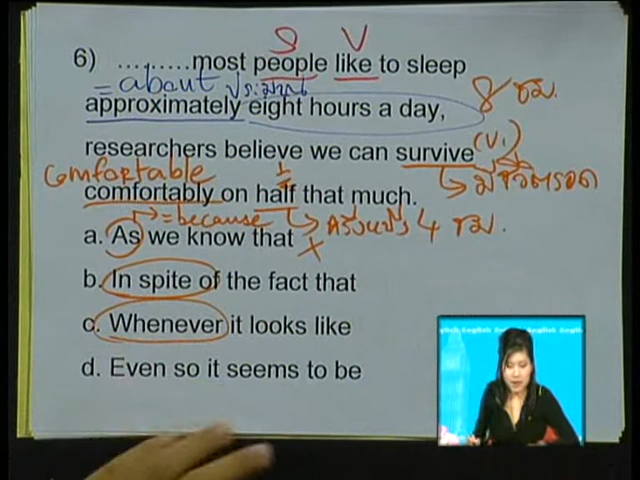 S V
6) ..........most people like to sleep
= about ประมาณ 8 ชม.
approximately eight hours a day,
researchers believe we can survive (V1)
comfortable ½ มีชีวิตรอด
comfortably on half that much.
= because ครึ่งหนึ่ง 4 ชม.
a. As we know that X
b. In spite of the fact that
c. Whenever it looks like
d. Even so it seems to be